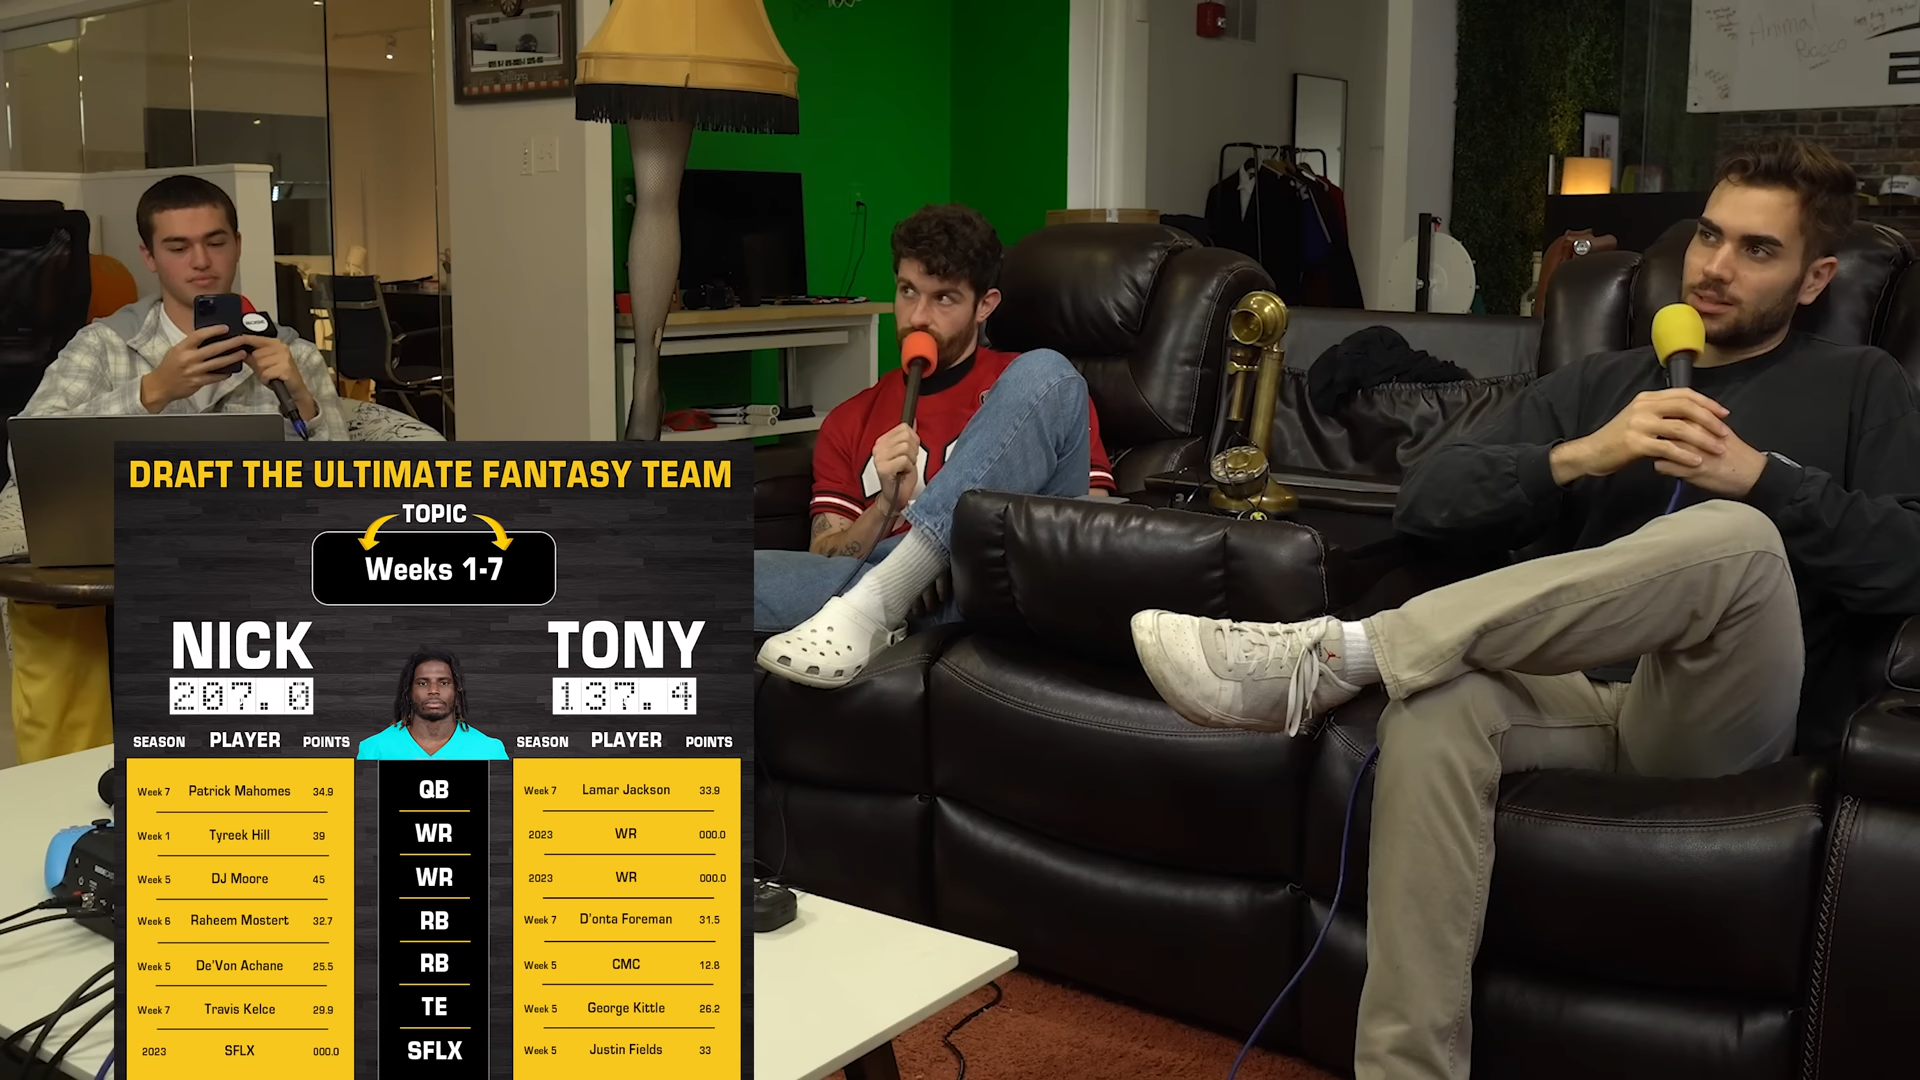 Animal
Rocco
2
DRAFT THE ULTIMATE FANTASY TEAM
TOPIC
Weeks 1-7
NICK TONY
207.0 137.4
SEASON PLAYER POINTS SEASON PLAYER POINTS
Week 7 Patrick Mahomes 34.9 QB Week 7 Lamar Jackson 33.9
Week 1 Tyreek Hill 39 WR 2023 WR 000.0
Week 5 DJ Moore 45 WR 2023 WR 000.0
Week 6 Raheem Mostert 32.7 RB Week 7 D'onta Foreman 31.5
Week 5 De'Von Achane 25.5 RB Week 5 CMC 12.8
Week 7 Travis Kelce 29.9 TE Week 5 George Kittle 26.2
2023 SFLX 000.0 SFLX Week 5 Justin Fields 33